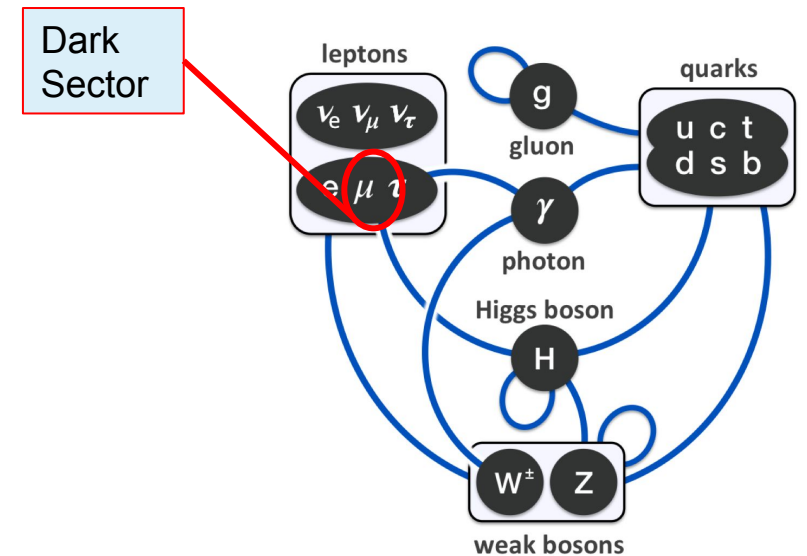 Dark
Sector
leptons
νe νμ ντ
e μ τ
g
gluon
quarks
u c t
d s b
γ
photon
Higgs boson
H
W± Z
weak bosons